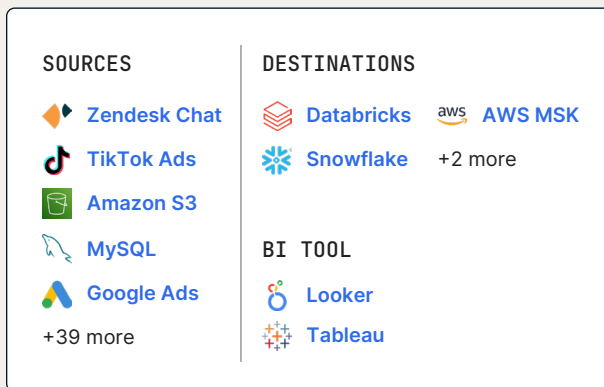 SOURCES
Zendesk Chat
TikTok Ads
Amazon S3
MySQL
Google Ads
+39 more
DESTINATIONS
Databricks
aws AWS MSK
Snowflake
+2 more
BI TOOL
Looker
Tableau